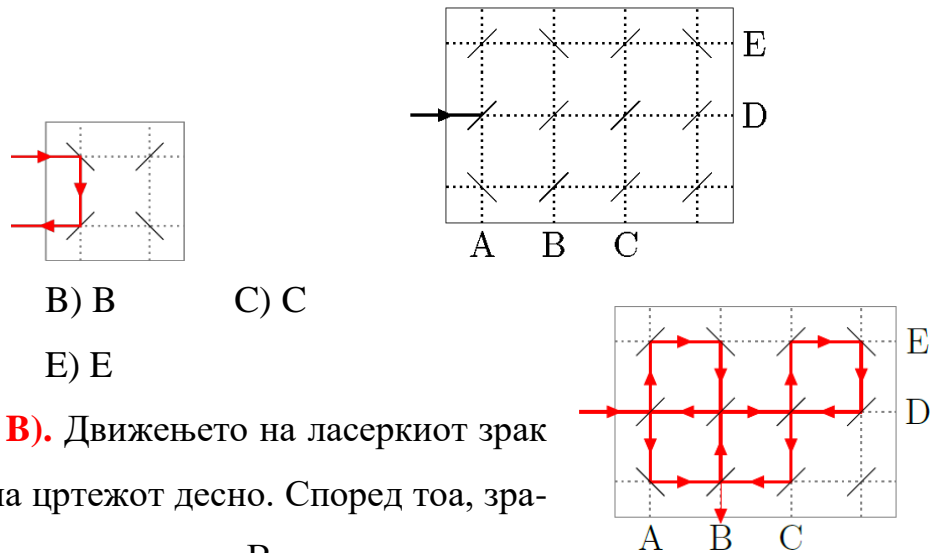 E
D
A B C
B) B C) C
E) E
E
D
В). Движењето на ласеркиот зрак
на цртежот десно. Според тоа, зра-
A B C